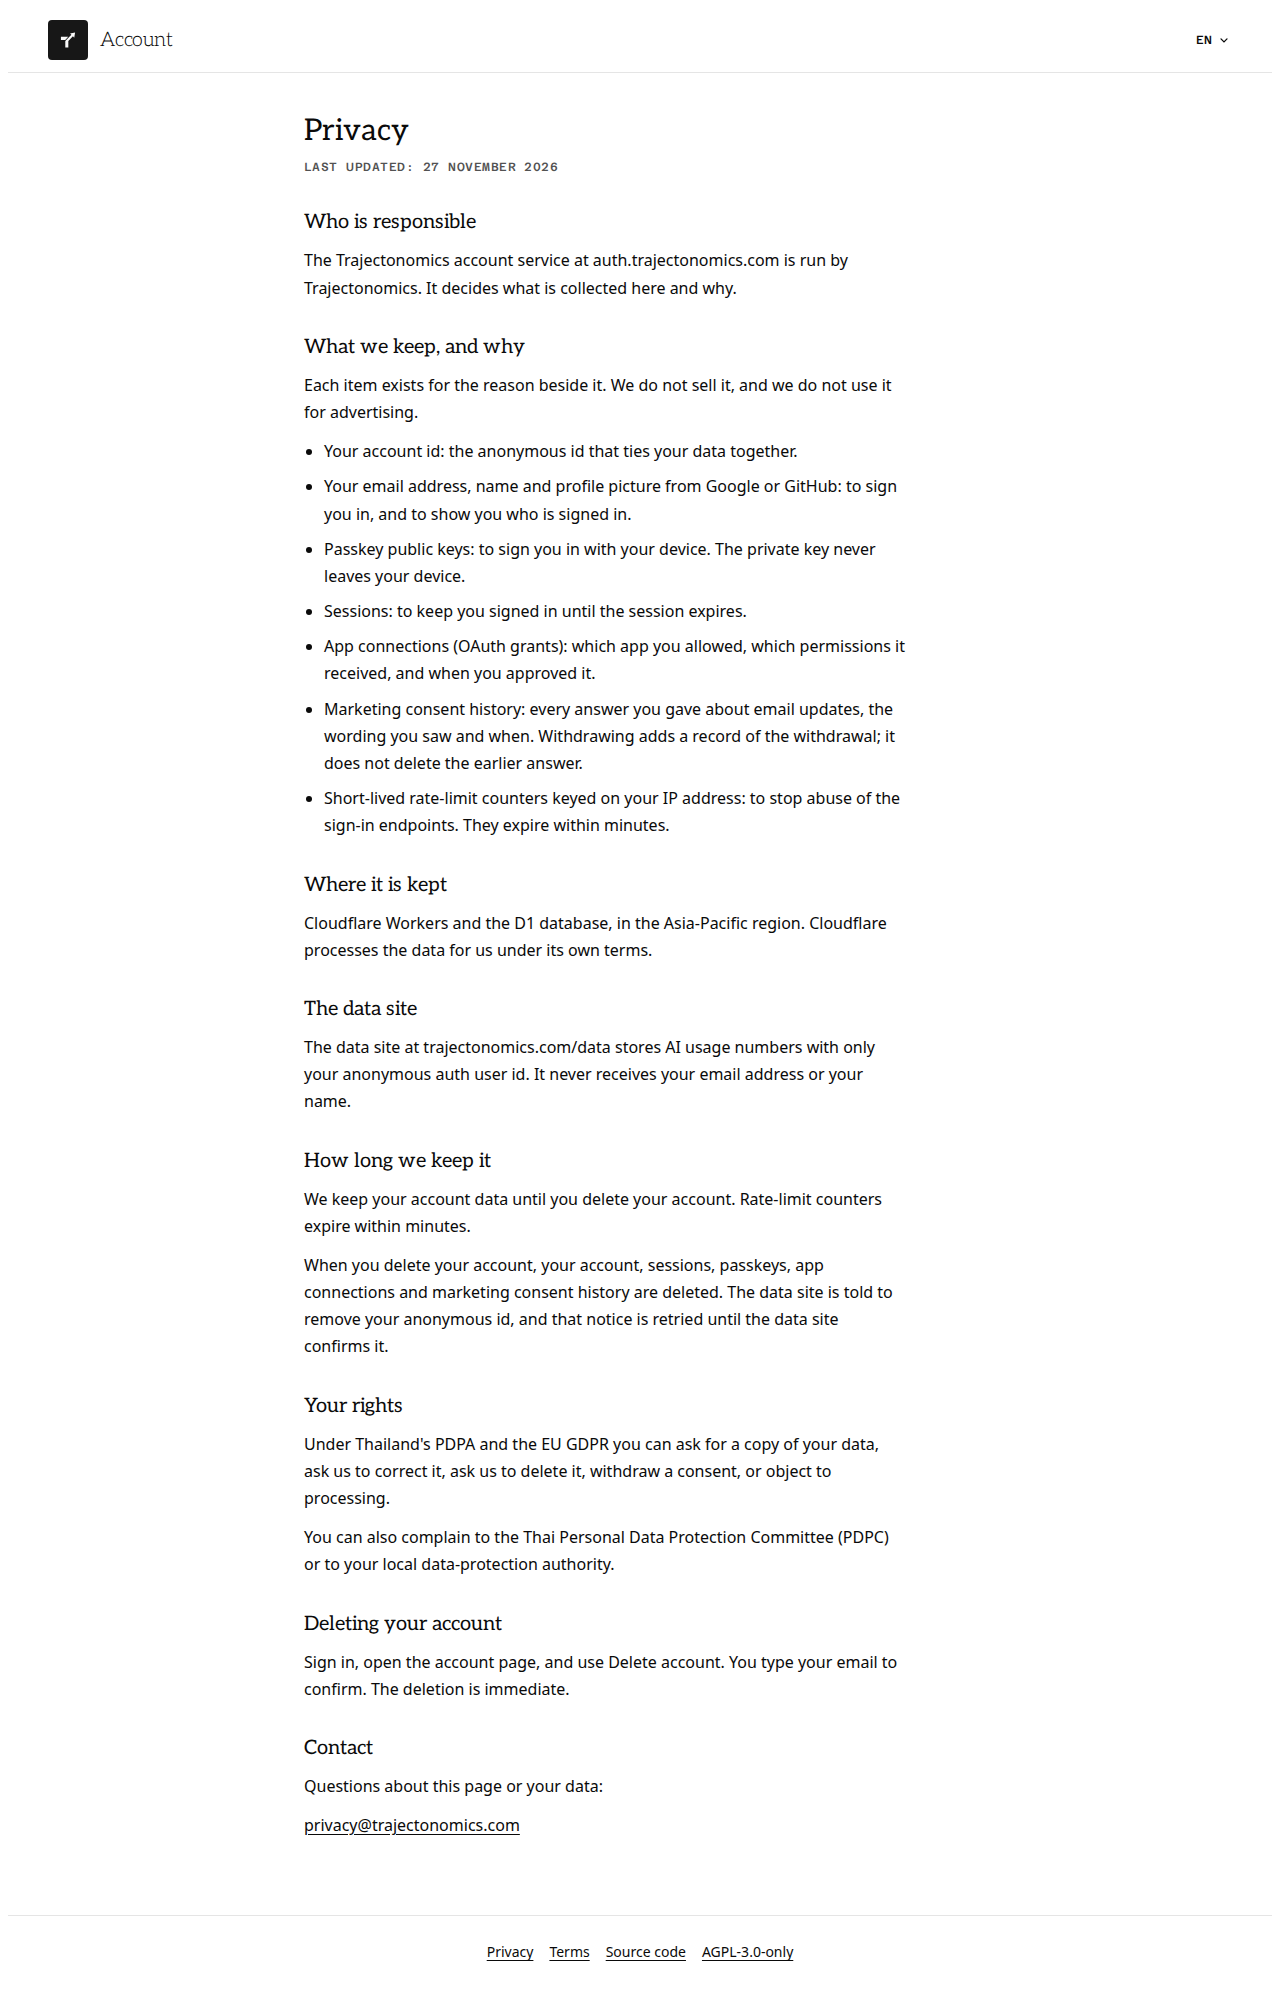 Account
EN
Privacy
LAST UPDATED: 27 NOVEMBER 2026
Who is responsible
The Trajectonomics account service at auth.trajectonomics.com is run by
Trajectonomics. It decides what is collected here and why.
What we keep, and why
Each item exists for the reason beside it. We do not sell it, and we do not use it
for advertising.
Your account id: the anonymous id that ties your data together.
Your email address, name and profile picture from Google or GitHub: to sign
you in, and to show you who is signed in.
Passkey public keys: to sign you in with your device. The private key never
leaves your device.
Sessions: to keep you signed in until the session expires.
App connections (OAuth grants): which app you allowed, which permissions it
received, and when you approved it.
Marketing consent history: every answer you gave about email updates, the
wording you saw and when. Withdrawing adds a record of the withdrawal; it
does not delete the earlier answer.
Short-lived rate-limit counters keyed on your IP address: to stop abuse of the
sign-in endpoints. They expire within minutes.
Where it is kept
Cloudflare Workers and the D1 database, in the Asia-Pacific region. Cloudflare
processes the data for us under its own terms.
The data site
The data site at trajectonomics.com/data stores AI usage numbers with only
your anonymous auth user id. It never receives your email address or your
name.
How long we keep it
We keep your account data until you delete your account. Rate-limit counters
expire within minutes.
When you delete your account, your account, sessions, passkeys, app
connections and marketing consent history are deleted. The data site is told to
remove your anonymous id, and that notice is retried until the data site
confirms it.
Your rights
Under Thailand's PDPA and the EU GDPR you can ask for a copy of your data,
ask us to correct it, ask us to delete it, withdraw a consent, or object to
processing.
You can also complain to the Thai Personal Data Protection Committee (PDPC)
or to your local data-protection authority.
Deleting your account
Sign in, open the account page, and use Delete account. You type your email to
confirm. The deletion is immediate.
Contact
Questions about this page or your data:
privacy@trajectonomics.com
Privacy Terms Source code AGPL-3.0-only